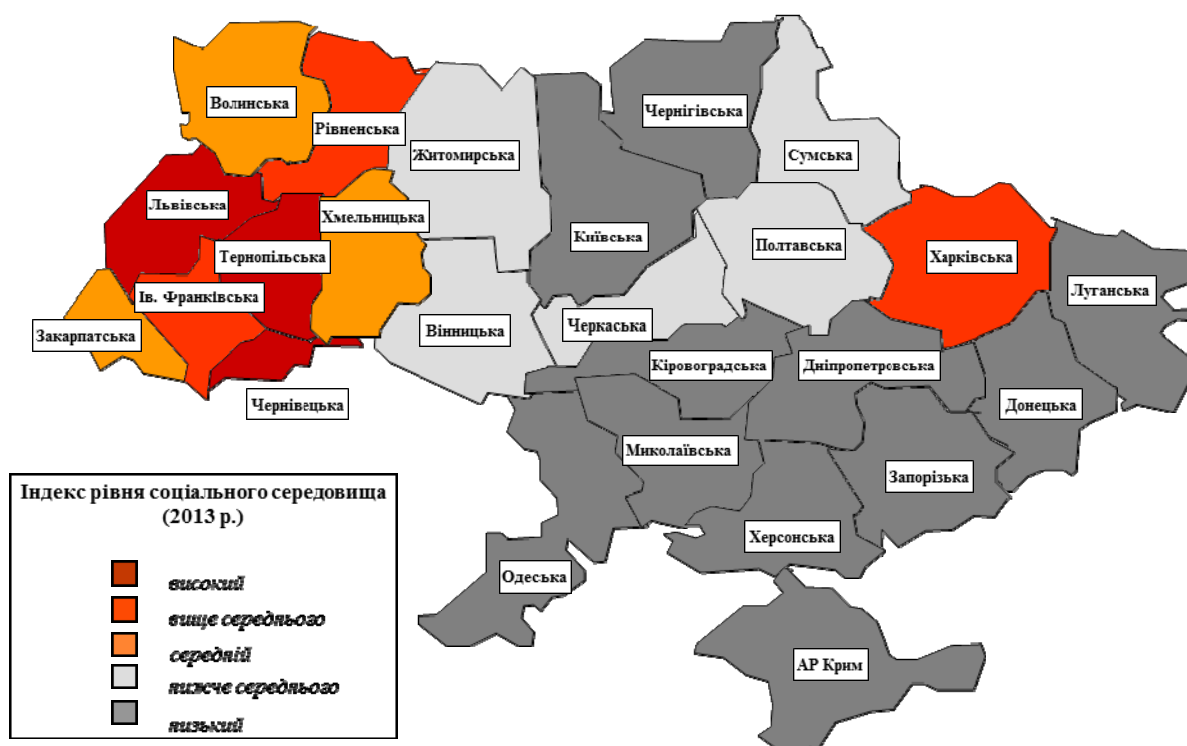 Волинська
Рівненська
Чернігівська
Житомирська
Сумська
Львівська
Хмельницька
Київська
Полтавська
Харківська
Тернопільська
Луганська
Ів. Франківська
Закарпатська
Вінницька
Черкаська
Кіровоградська
Дніпропетровська
Чернівецька
Донецька
Миколаївська
Запорізька
Херсонська
Одеська
АР Крим
Індекс рівня соціального середовища
(2013 р.)
високий
вище середнього
середній
нижче середнього
низький